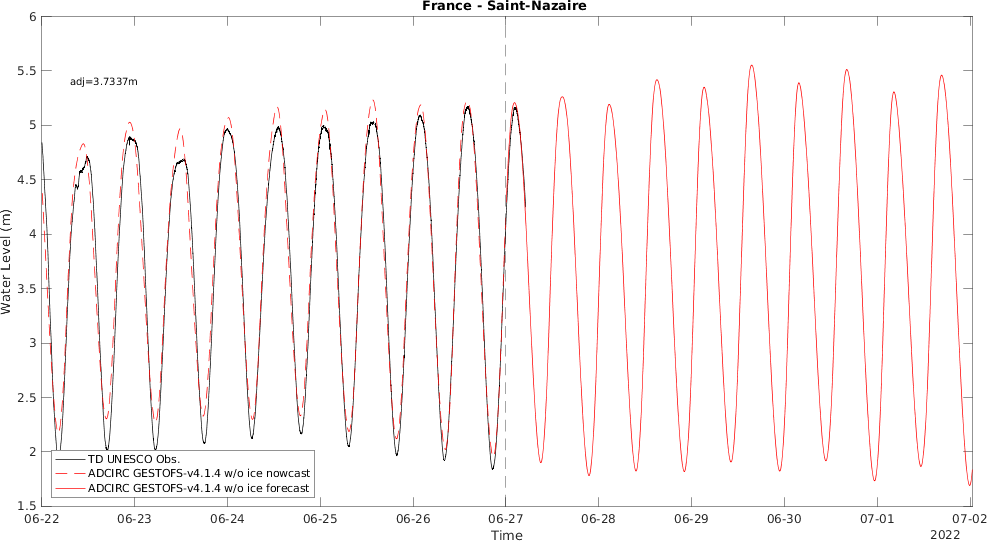 France - Saint-Nazaire
6
5.5
5
4.5
4
3.5
3
2.5
2
1.5
Water Level (m)
adj=3.7337m
TD UNESCO Obs.
ADCIRC GESTOFS-v4.1.4 w/o ice nowcast
ADCIRC GESTOFS-v4.1.4 w/o ice forecast
06-22 06-23 06-24 06-25 06-26 06-27 06-28 06-29 06-30 07-01 07-02
Time
2022